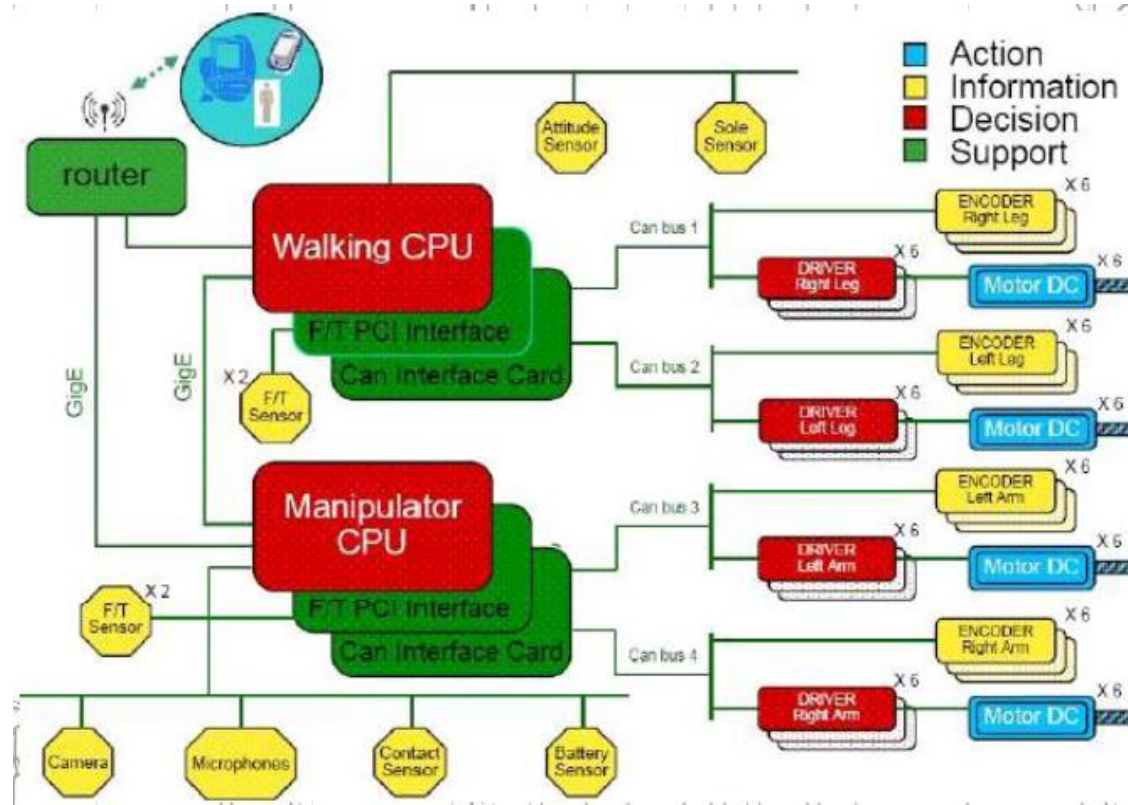 Action
Information
Decision
Support
router
Attitude
Sensor
Sole
Sensor
Walking CPU
F/T PCI Interface
Can Interface Card
GigE
GigE
X 2
F/T
Sensor
Can bus 1
X 6
ENCODER
Right Leg
X 6
DRIVER
Right Leg
X 6
Motor DC
Can bus 2
X 6
ENCODER
Left Leg
X 6
DRIVER
Left Leg
X 6
Motor DC
Manipulator
CPU
F/T PCI Interface
Can Interface Card
X 2
F/T
Sensor
Can bus 3
X 6
ENCODER
Left Arm
X 6
DRIVER
Left Arm
X 6
Motor DC
Can bus 4
X 6
ENCODER
Right Arm
X 6
DRIVER
Right Arm
X 6
Motor DC
Camera
Microphones
Contact
Sensor
Battery
Sensor